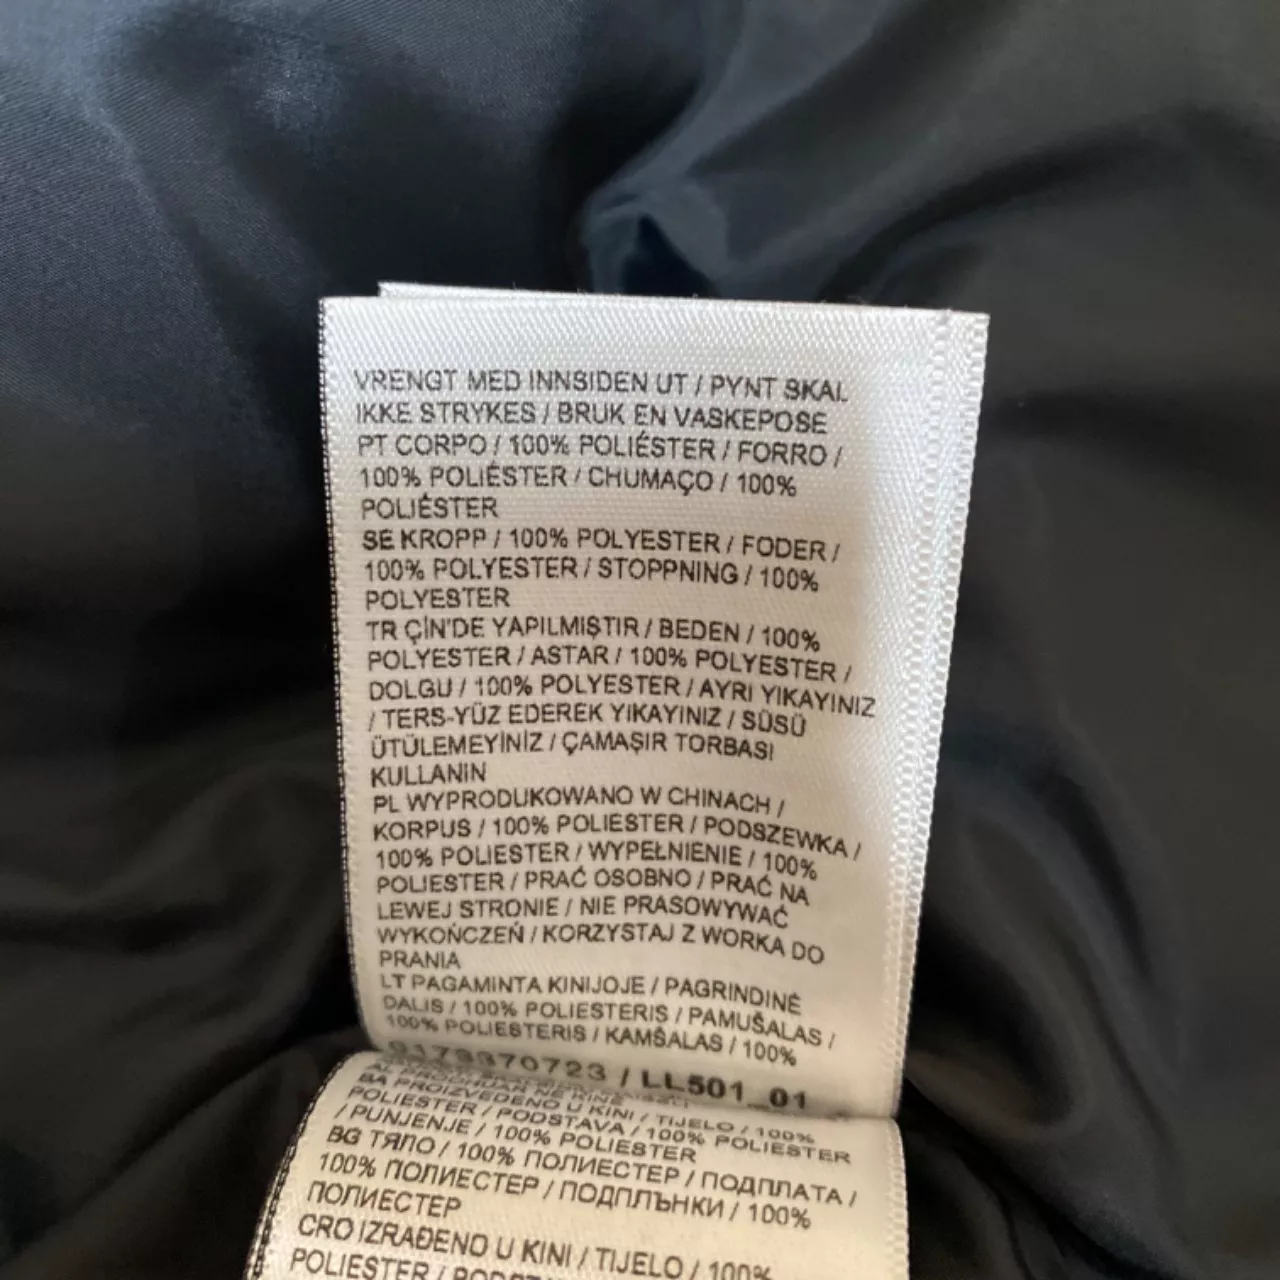 VRENGT MED INNSIDEN UT / PYNT SKAL
IKKE STRYKES / BRUK EN VASKEPOSE
PT CORPO / 100% POLIÉSTER / FORRO /
100% POLIÉSTER / CHUMAÇO / 100%
POLIÉSTER
SE KROPP / 100% POLYESTER / FODER /
100% POLYESTER / STOPPNING / 100%
POLYESTER
TR ÇİN'DE YAPILMIŞTIR / BEDEN / 100%
POLYESTER / ASTAR / 100% POLYESTER /
DOLGU / 100% POLYESTER / AYRI YIKAYINIZ
/ TERS-YÜZ EDEREK YIKAYINIZ / SÜSÜ
ÜTÜLEMEYİNİZ / ÇAMAŞIR TORBASI
KULLANIN
PL WYPRODUKOWANO W CHINACH /
KORPUS / 100% POLIESTER / PODSZEWKA /
100% POLIESTER / WYPEŁNIENIE / 100%
POLIESTER / PRAĆ OSOBNO / PRAĆ NA
LEWEJ STRONIE / NIE PRASOWYWAĆ
WYKOŃCZEŃ / KORZYSTAJ Z WORKA DO
PRANIA
LT PAGAMINTA KINIJOJE / PAGRINDINĖ
DALIS / 100% POLIESTERIS / PAMUŠALAS /
100% POLIESTERIS / KAMŠALAS / 100%
9179370723 / LL501_01
AL PRODHUAR NË KINË
BA PROIZVEDENO U KINI / TIJELO / 100%
POLIESTER / PODSTAVA / 100% POLIESTER
/ PUNJENJE / 100% POLIESTER
BG ТЯЛО / 100% ПОЛИЕСТЕР / ПОДПЛАТА /
100% ПОЛИЕСТЕР / ПОДПЛЪНКИ / 100%
ПОЛИЕСТЕР
CRO IZRAĐENO U KINI / TIJELO / 100%
POLIESTER